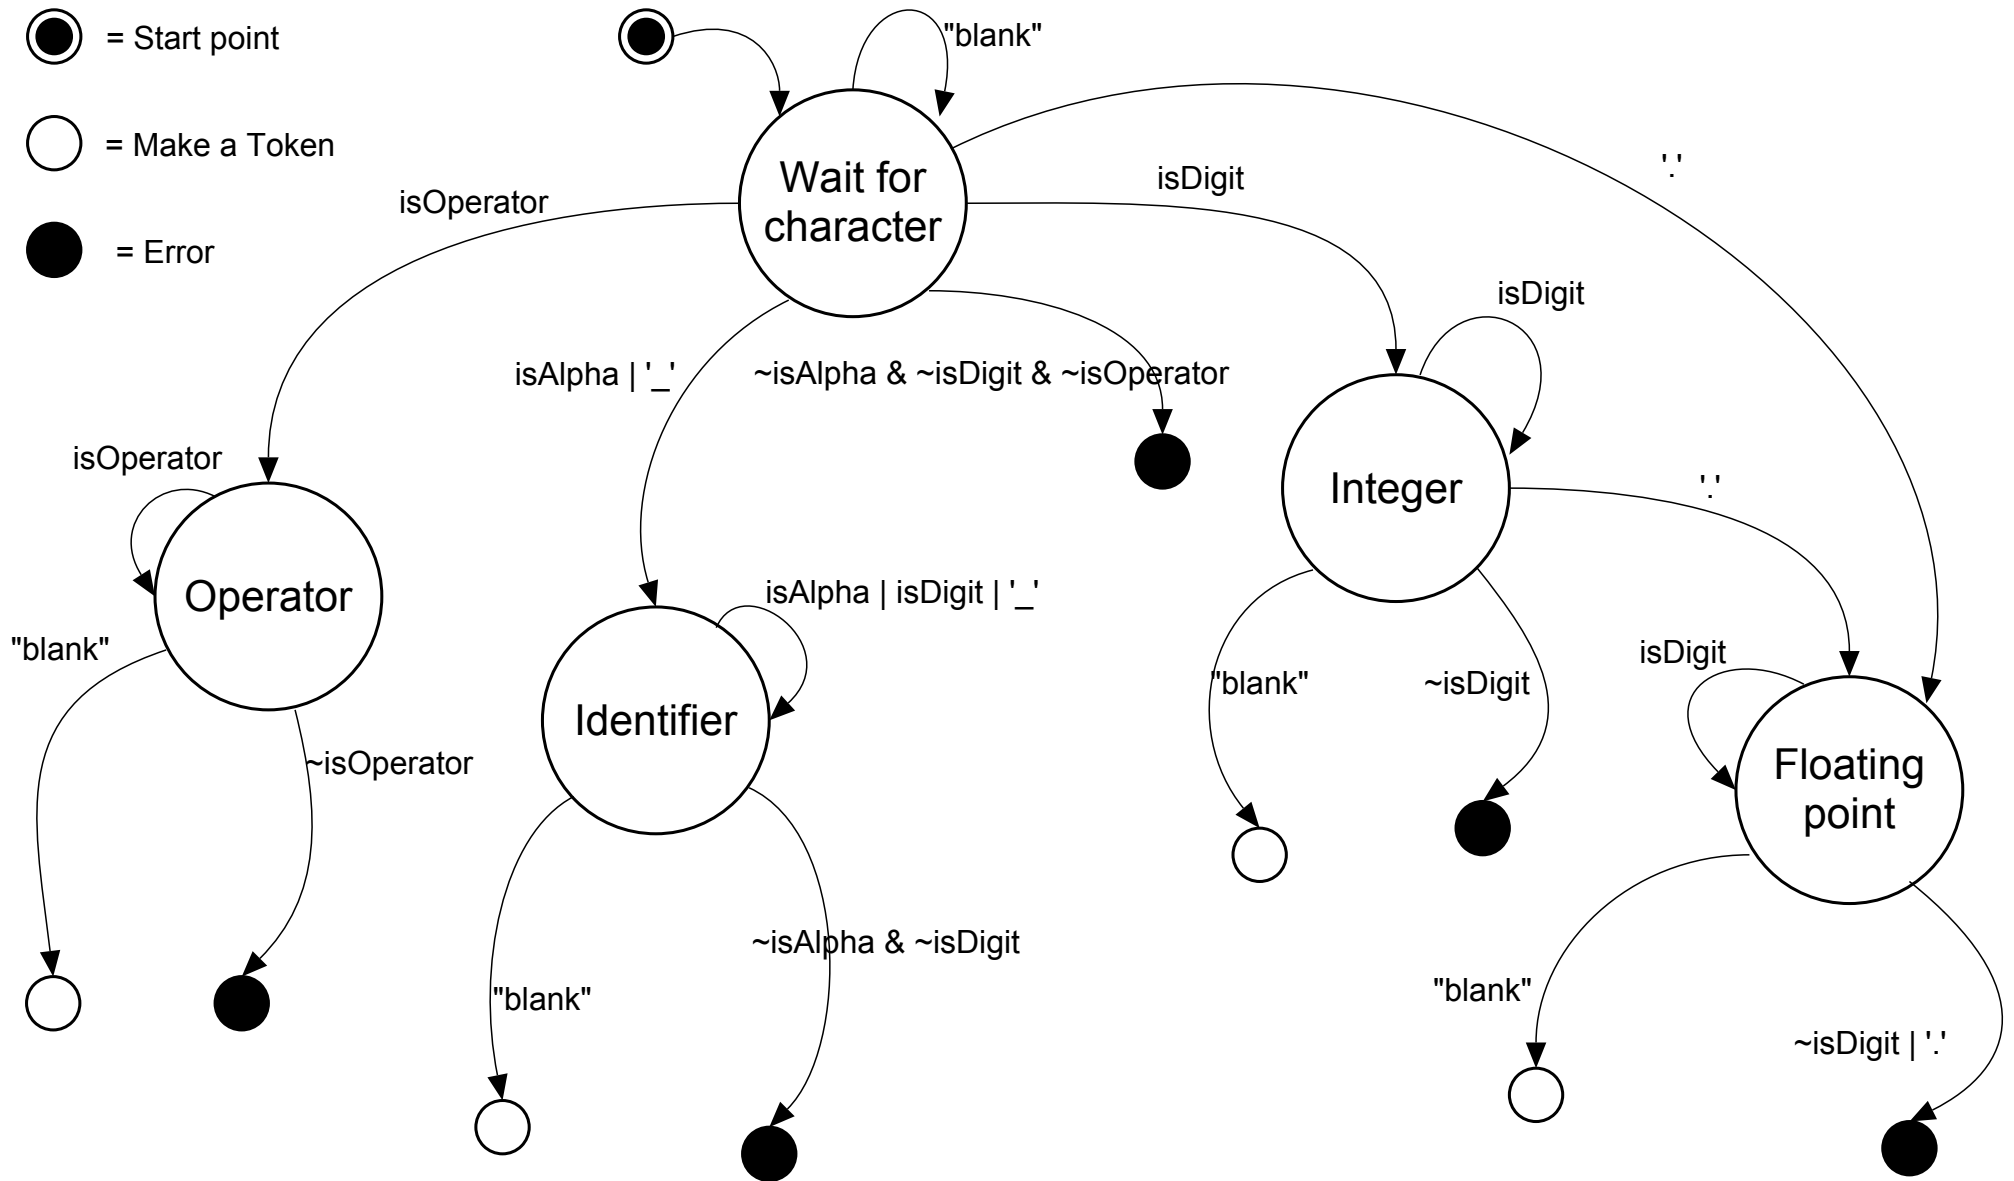 = Start point
"blank"
= Make a Token
'.'
Wait for
character
isDigit
isOperator
= Error
isDigit
isAlpha | '_'
~isAlpha & ~isDigit & ~isOperator
isOperator
Integer
'.'
Operator
isAlpha | isDigit | '_'
"blank"
isDigit
"blank"
~isDigit
Identifier
~isOperator
Floating
point
~isAlpha & ~isDigit
"blank"
"blank"
~isDigit | '.'